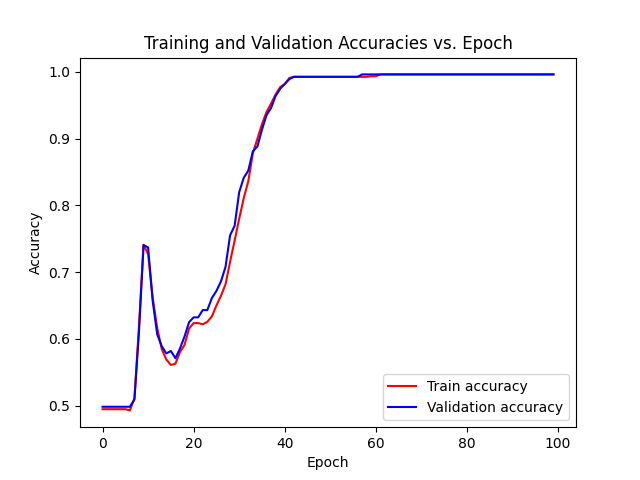 Training and Validation Accuracies vs. Epoch
1.0
0.9
0.8
0.7
0.6
0.5
Accuracy
Train accuracy
Validation accuracy
0 20 40 60 80 100
Epoch